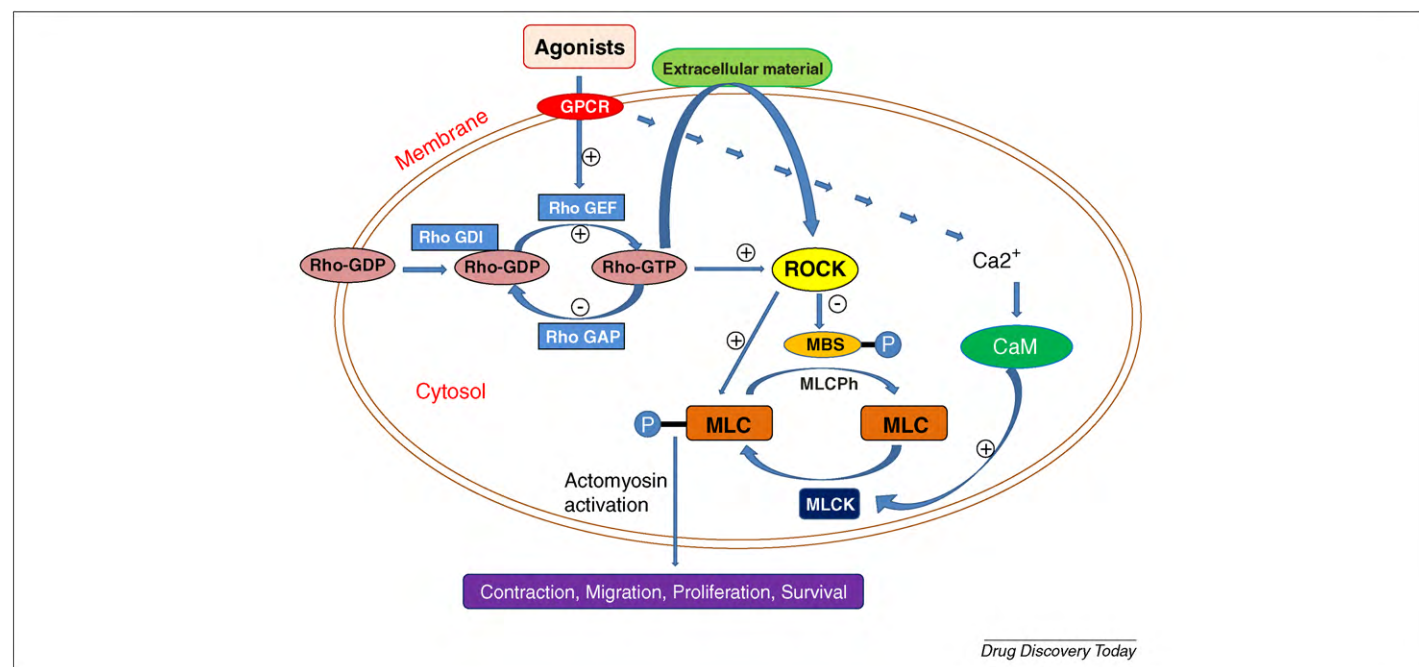 Agonists
Extracellular material
GPCR
Membrane
+
Rho GEF
Rho GDI
+
Rho-GDP
Rho-GDP
Rho-GTP
+
ROCK
Ca2+
-
-
Rho GAP
+
MBS
P
CaM
MLCPh
Cytosol
P
MLC
MLC
+
Actomyosin
activation
MLCK
Contraction, Migration, Proliferation, Survival
Drug Discovery Today